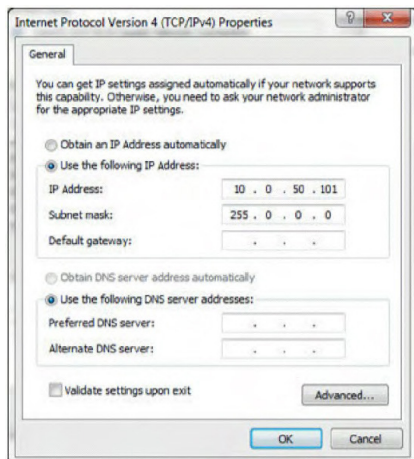 Internet Protocol Version 4 (TCP/IPv4) Properties
General
You can get IP settings assigned automatically if your network supports
this capability. Otherwise, you need to ask your network administrator
for the appropriate IP settings.
Obtain an IP Address automatically
Use the following IP Address:
IP Address: 10 . 0 . 50 . 101
Subnet mask: 255 . 0 . 0 . 0
Default gateway: . . .
Obtain DNS server address automatically
Use the following DNS server addresses:
Preferred DNS server: . . .
Alternate DNS server: . . .
Validate settings upon exit
Advanced...
OK Cancel